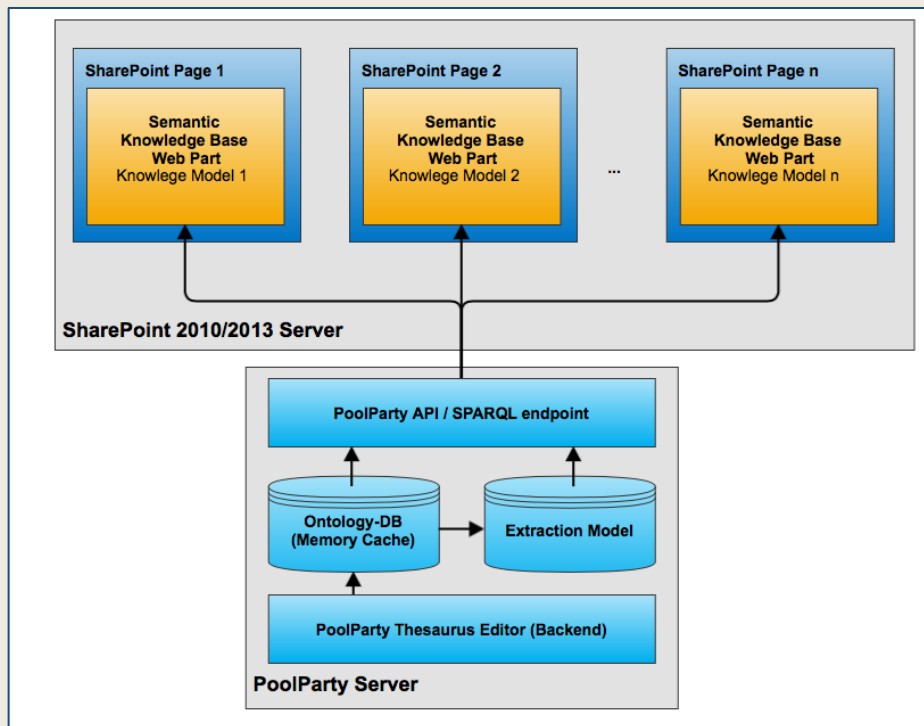 SharePoint Page 1
Semantic
Knowledge Base
Web Part
Knowlege Model 1
SharePoint Page 2
Semantic
Knowledge Base
Web Part
Knowlege Model 2
...
SharePoint Page n
Semantic
Knowledge Base
Web Part
Knowlege Model n
SharePoint 2010/2013 Server
PoolParty API / SPARQL endpoint
Ontology-DB
(Memory Cache)
Extraction Model
PoolParty Thesaurus Editor (Backend)
PoolParty Server